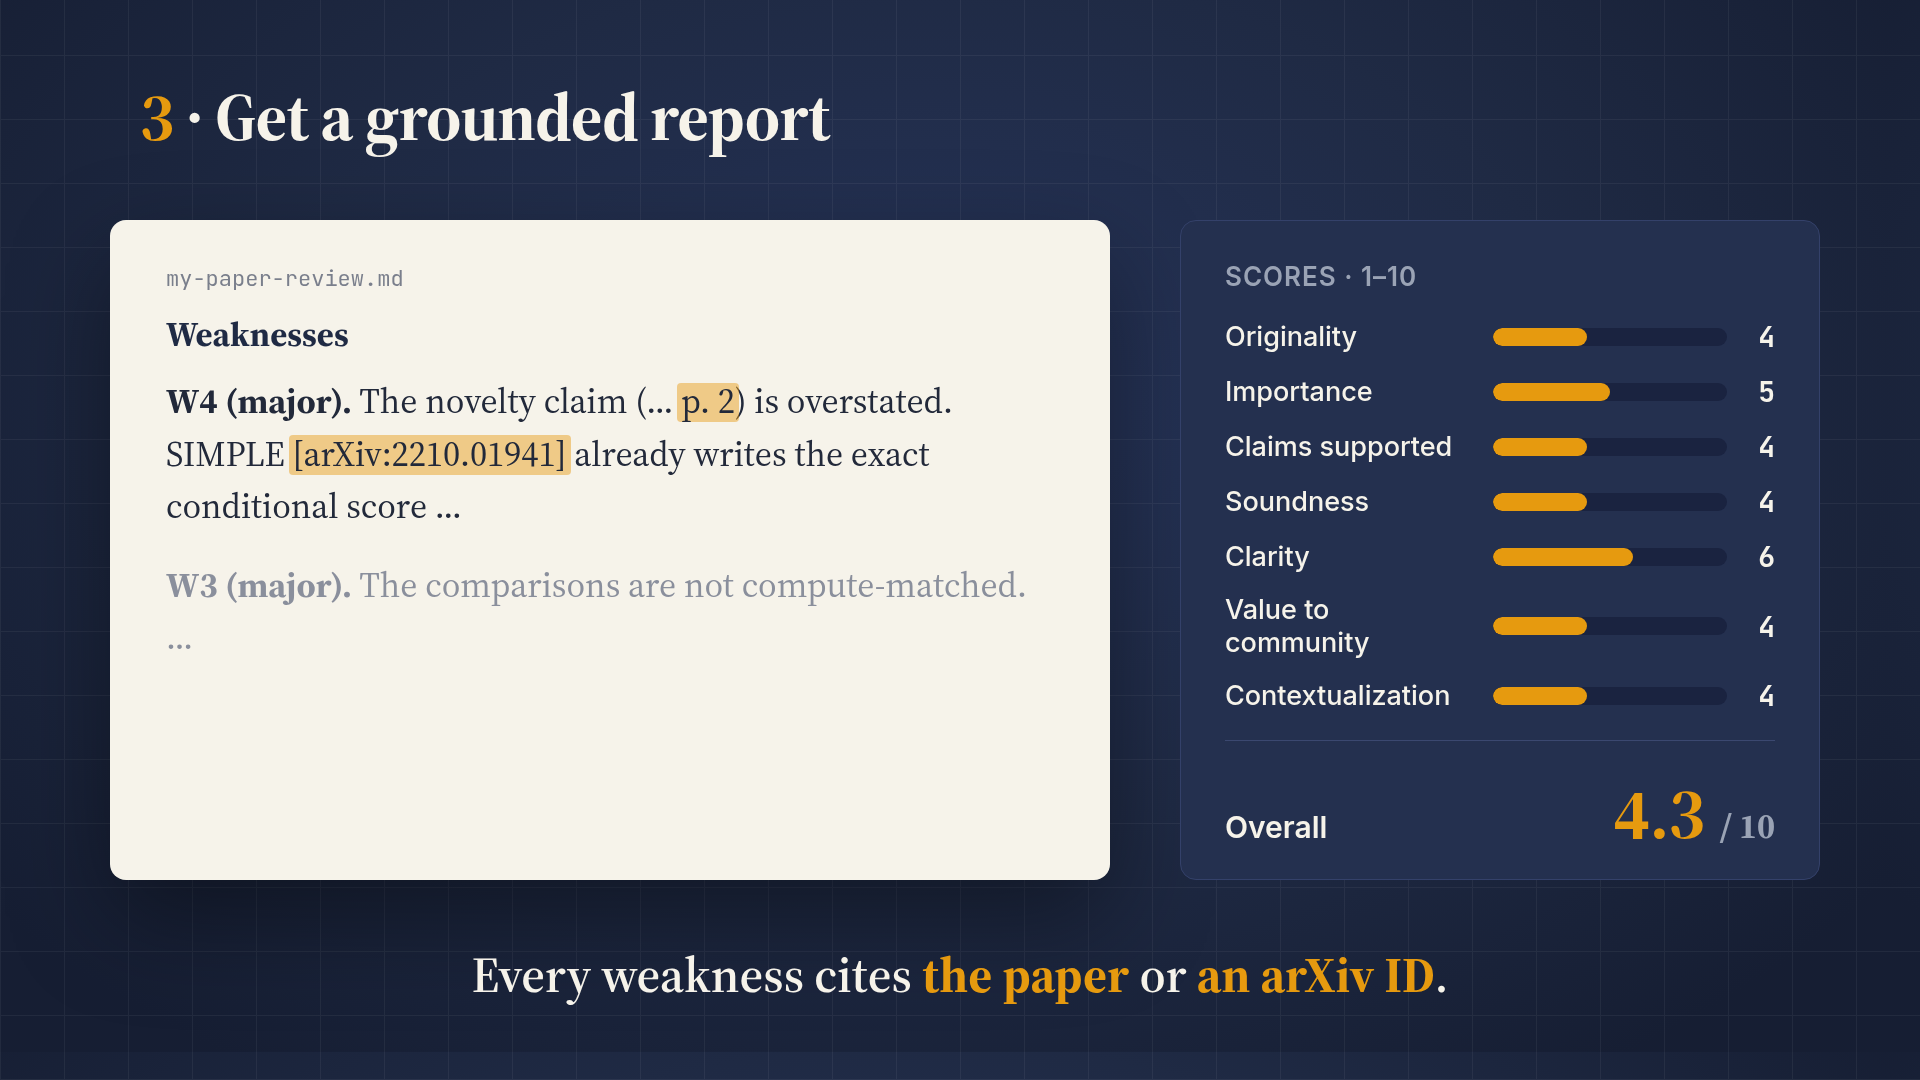 3 · Get a grounded report
my-paper-review.md
Weaknesses
W4 (major). The novelty claim (... p. 2) is overstated.
SIMPLE [arXiv:2210.01941] already writes the exact
conditional score ...
W3 (major). The comparisons are not compute-matched.
...
SCORES · 1–10
Originality 4
Importance 5
Claims supported 4
Soundness 4
Clarity 6
Value to
community 4
Contextualization 4
Overall 4.3 / 10
Every weakness cites the paper or an arXiv ID.